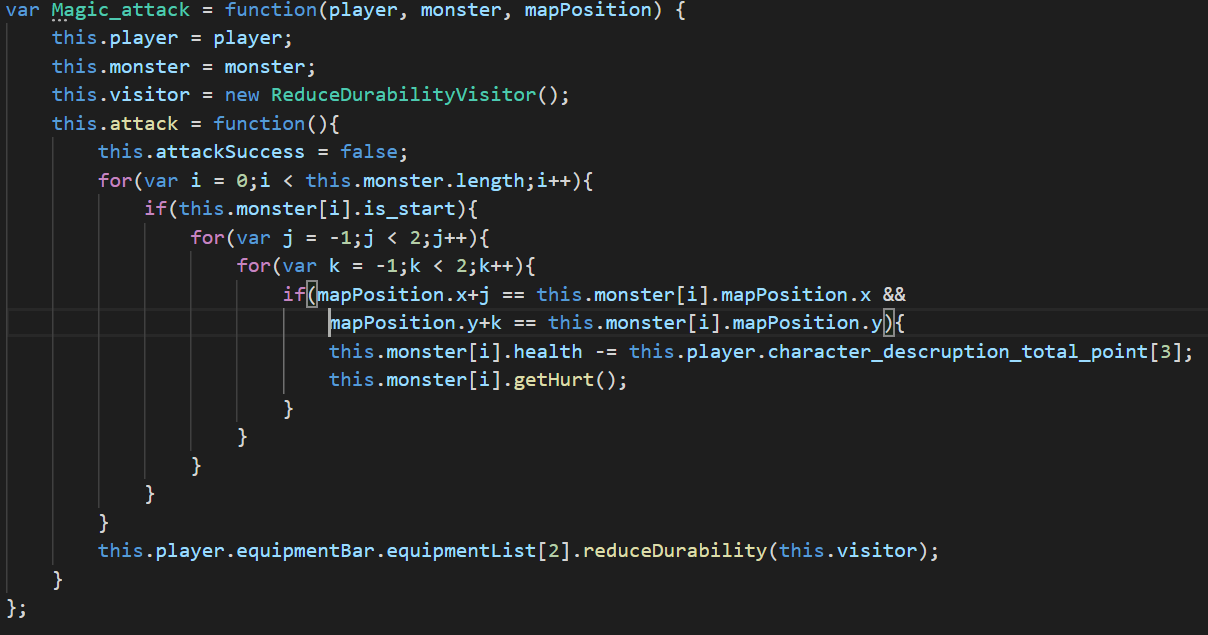 var Magic_attack = function(player, monster, mapPosition) {
    this.player = player;
    this.monster = monster;
    this.visitor = new ReduceDurabilityVisitor();
    this.attack = function(){
        this.attackSuccess = false;
        for(var i = 0;i < this.monster.length;i++){
            if(this.monster[i].is_start){
                for(var j = -1;j < 2;j++){
                    for(var k = -1;k < 2;k++){
                        if(mapPosition.x+j == this.monster[i].mapPosition.x &&
                            mapPosition.y+k == this.monster[i].mapPosition.y){
                            this.monster[i].health -= this.player.character_descruption_total_point[3];
                            this.monster[i].getHurt();
                        }
                    }
                }
            }
        }
        this.player.equipmentBar.equipmentList[2].reduceDurability(this.visitor);
    }
};